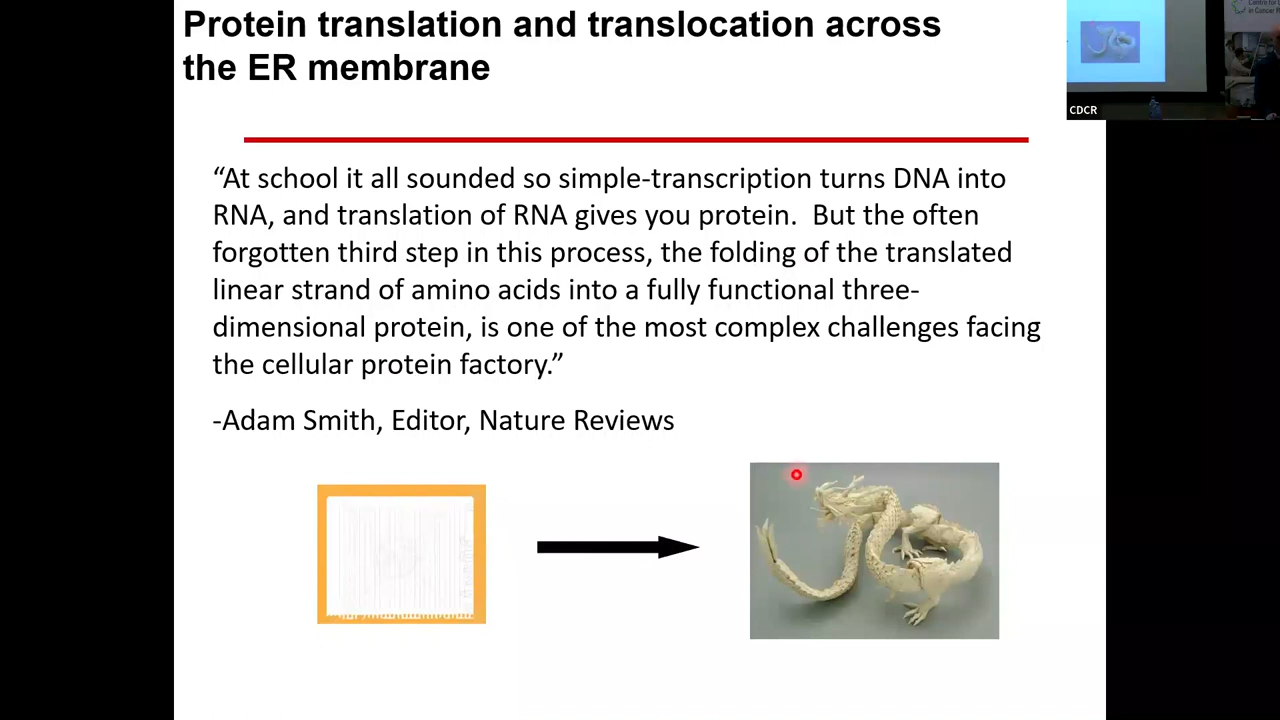 Protein translation and translocation across
the ER membrane
CDCR
“At school it all sounded so simple-transcription turns DNA into
RNA, and translation of RNA gives you protein.  But the often
forgotten third step in this process, the folding of the translated
linear strand of amino acids into a fully functional three-
dimensional protein, is one of the most complex challenges facing
the cellular protein factory.”
-Adam Smith, Editor, Nature Reviews